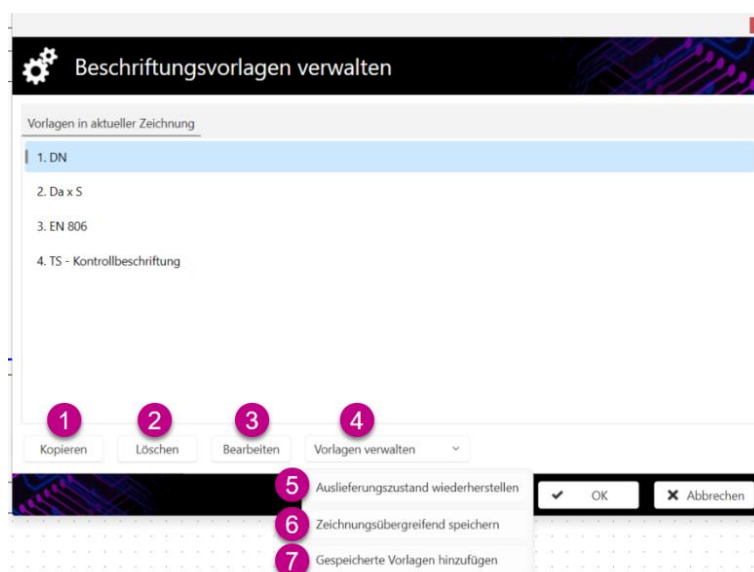 Beschriftungsvorlagen verwalten
Vorlagen in aktueller Zeichnung
1. DN
2. Da x S
3. EN 806
4. TS - Kontrollbeschriftung
1 2 3 4
Kopieren Löschen Bearbeiten Vorlagen verwalten
5 Auslieferungszustand wiederherstellen OK Abbrechen
6 Zeichnungsübergreifend speichern
7 Gespeicherte Vorlagen hinzufügen